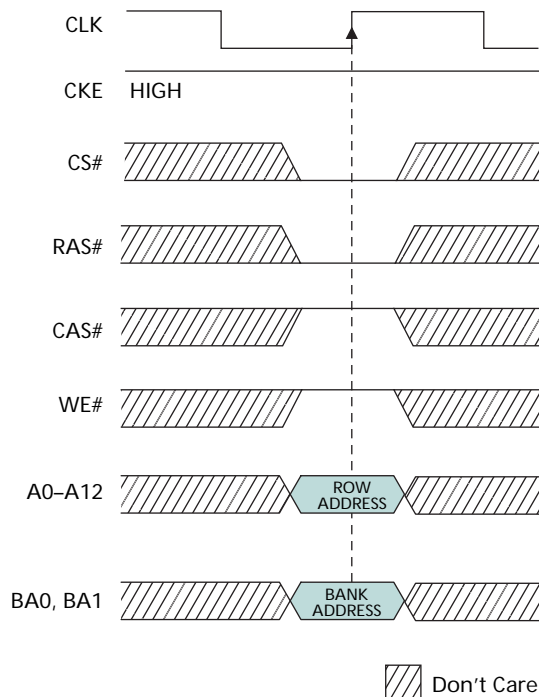 CLK
CKE HIGH
CS#
RAS#
CAS#
WE#
A0–A12
ROW
ADDRESS
BA0, BA1
BANK
ADDRESS
Don't Care